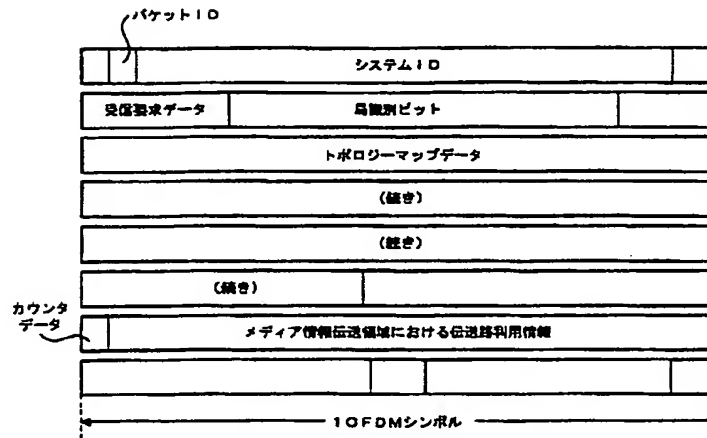 パケットID
システムID
受信要求データ
局識別ビット
トポロジーマップデータ
(続き)
(続き)
(続き)
カウンタ
データ
メディア情報伝送領域における伝送路利用情報
1OFDMシンボル